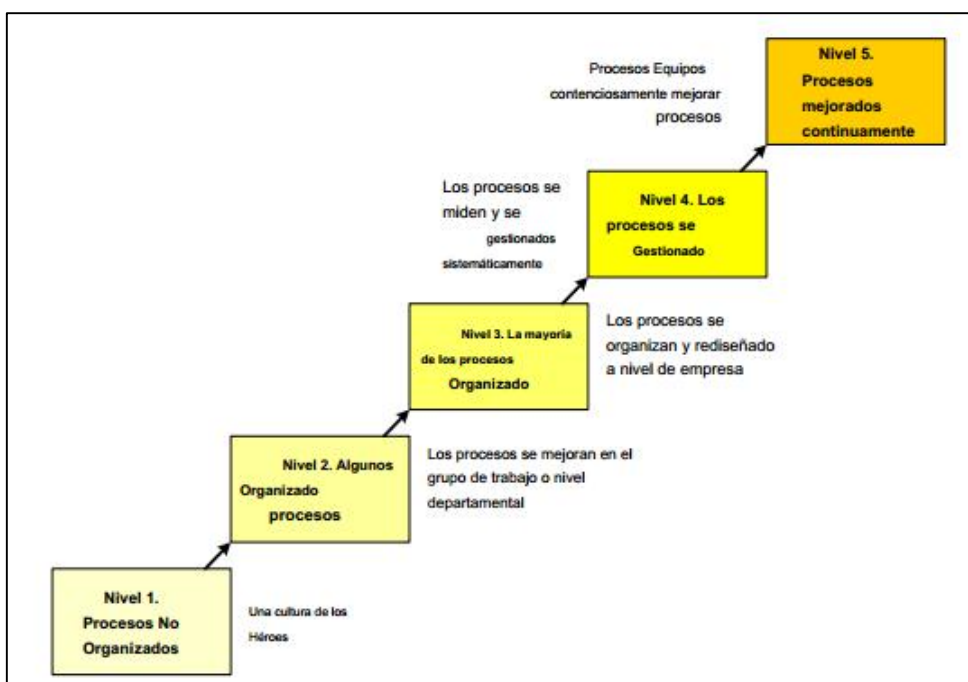 Nivel 5.
Procesos
mejorados
continuamente
Procesos Equipos
contenciosamente mejorar
procesos
Nivel 4. Los
procesos se
Gestionado
Los procesos se
miden y se
gestionados
sistemáticamente
Nivel 3. La mayoría
de los procesos
Organizado
Los procesos se
organizan y rediseñado
a nivel de empresa
Nivel 2. Algunos
Organizado
procesos
Los procesos se mejoran en el
grupo de trabajo o nivel
departamental
Nivel 1.
Procesos No
Organizados
Una cultura de los
Héroes